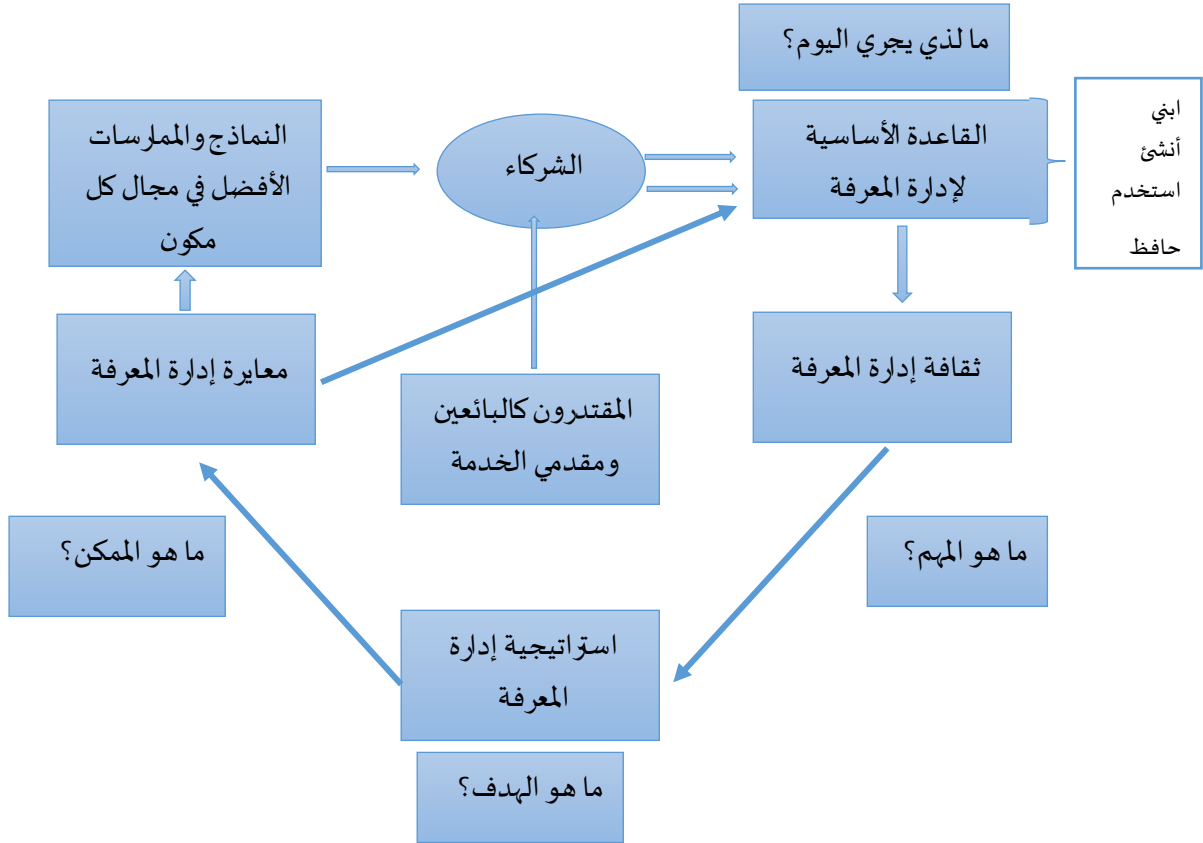 ما لذي يجري اليوم؟
القاعدة الأساسية
لإدارة المعرفة
ابني
أنشئ
استخدم
حافظ
الشركاء
النماذج والممارسات
الأفضل في مجال كل
مكون
معايرة إدارة المعرفة
المقتدرون كالبائعين
ومقدمي الخدمة
ثقافة إدارة المعرفة
ما هو المهم؟
ما هو الممكن؟
استراتيجية إدارة
المعرفة
ما هو الهدف؟